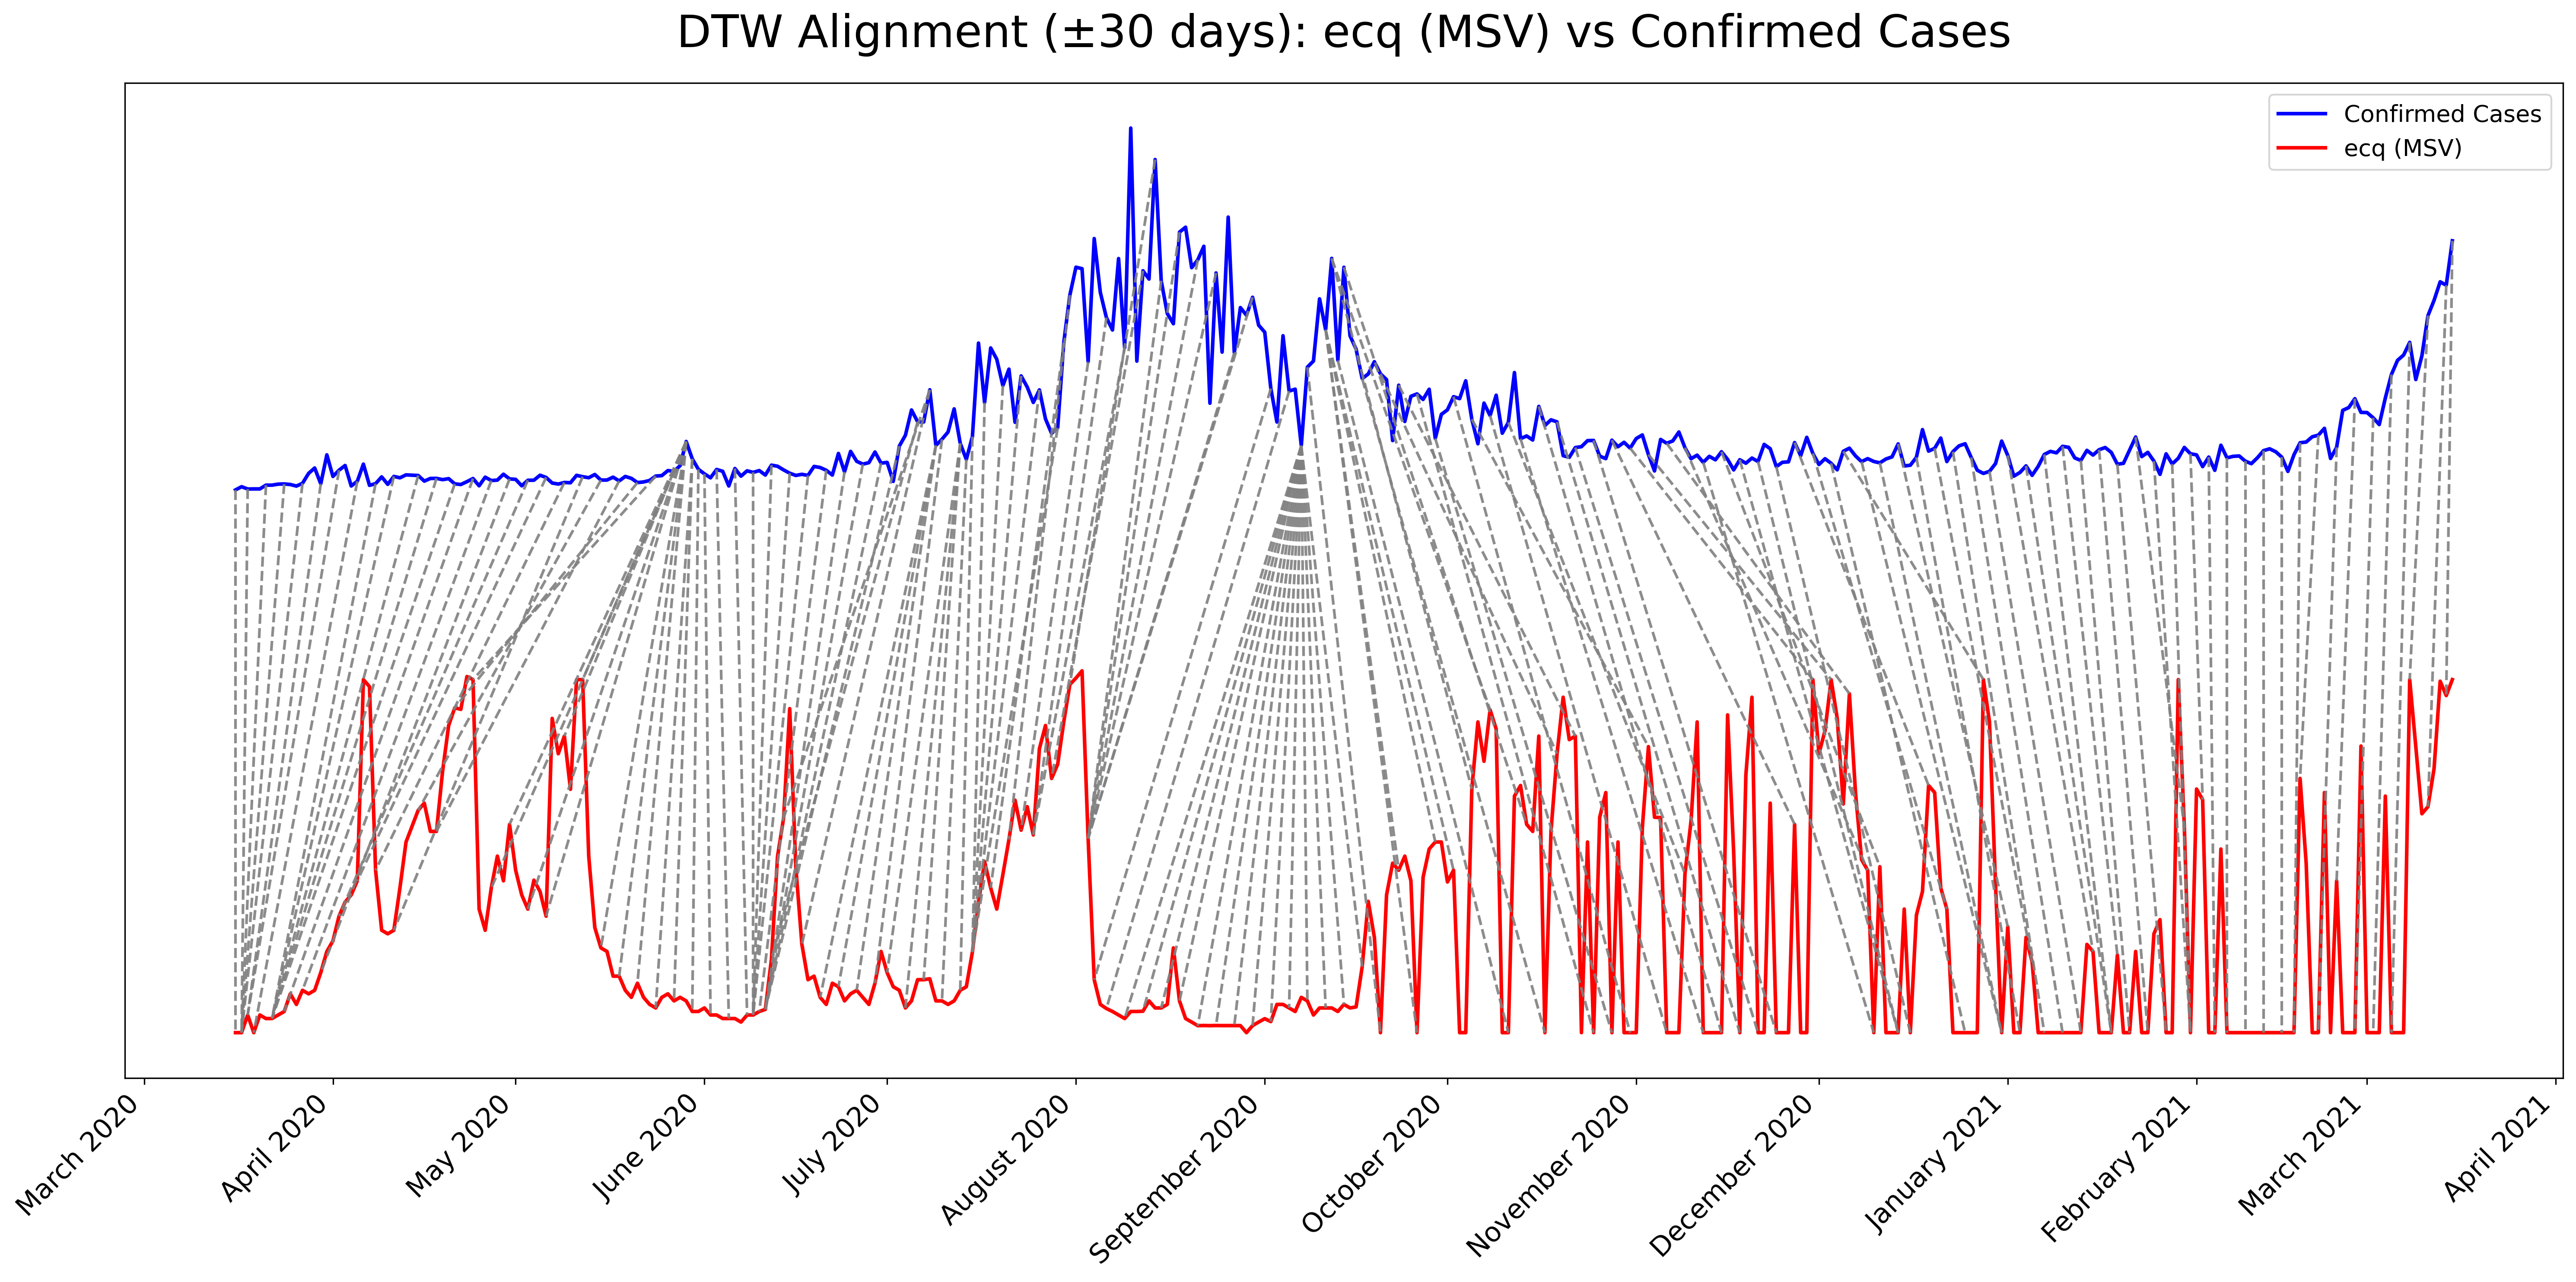 DTW Alignment (±30 days): ecq (MSV) vs Confirmed Cases
Confirmed Cases
ecq (MSV)
March 2020
April 2020
May 2020
June 2020
July 2020
August 2020
September 2020
October 2020
November 2020
December 2020
January 2021
February 2021
March 2021
April 2021